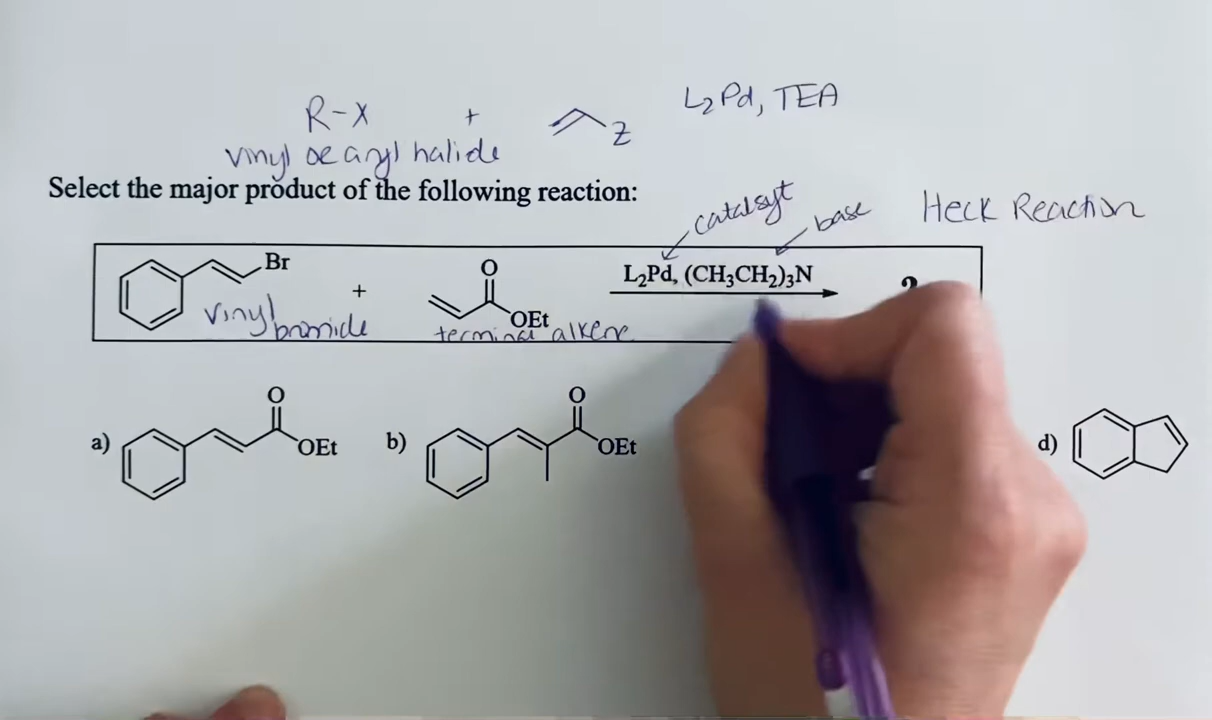 R-X + Z L₂Pd, TEA
vinyl or aryl halide
Select the major product of the following reaction:
catalsyt base Heck Reaction
Br O L₂Pd, (CH₃CH₂)₃N
+ OEt
vinyl bromide terminal alkene
a) O OEt b) O OEt d)